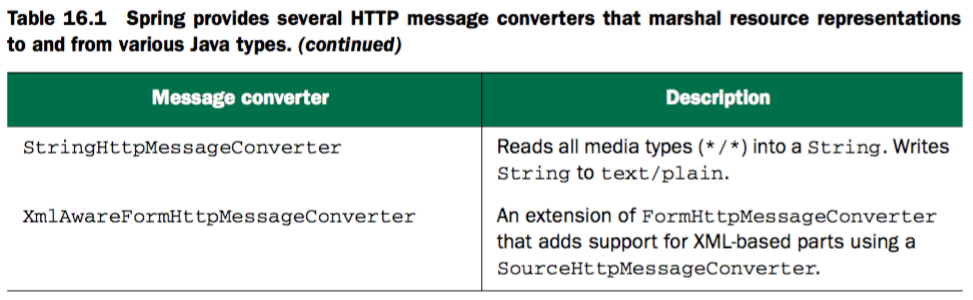 Table 16.1 Spring provides several HTTP message converters that marshal resource representations
to and from various Java types. (continued)
Message converter
Description
StringHttpMessageConverter
Reads all media types (*/*) into a String. Writes
String to text/plain.
XmlAwareFormHttpMessageConverter
An extension of FormHttpMessageConverter
that adds support for XML-based parts using a
SourceHttpMessageConverter.